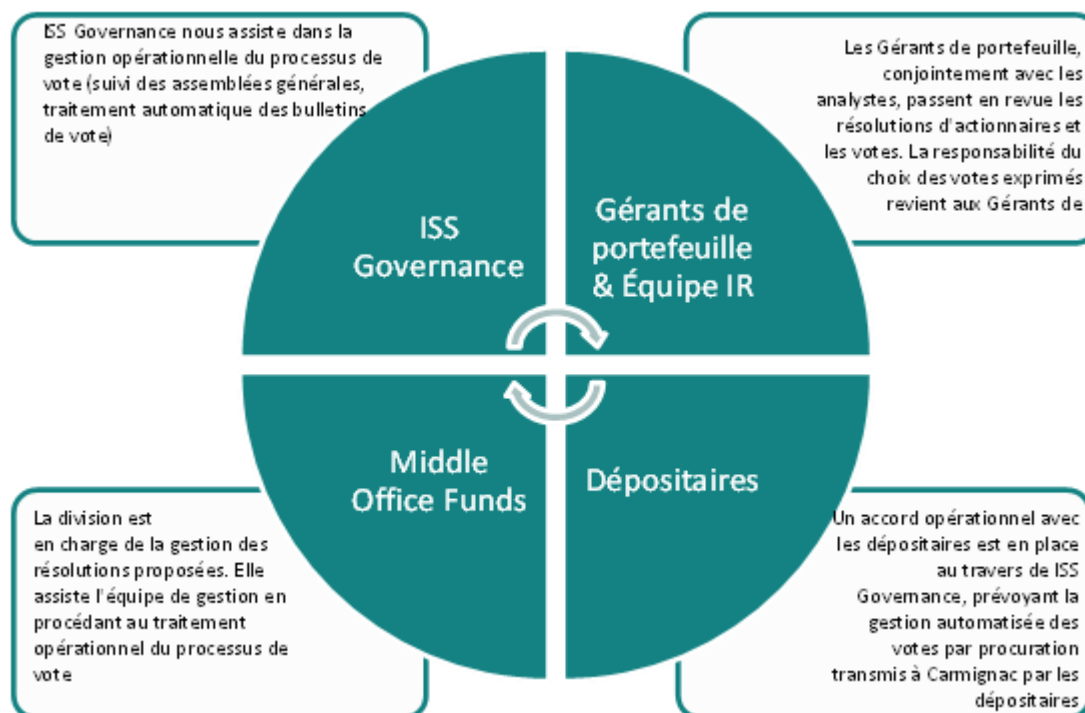 ISS Governance nous assiste dans la
gestion opérationnelle du processus de
vote (suivi des assemblées générales,
traitement automatique des bulletins
de vote)
Les Gérants de portefeuille,
conjointement avec les
analystes, passent en revue les
résolutions d'actionnaires et
les votes. La responsabilité du
choix des votes exprimés
revient aux Gérants de
ISS
Governance
Gérants de
portefeuille
& Équipe IR
Middle
Office Funds
Dépositaires
La division est
en charge de la gestion des
résolutions proposées. Elle
assiste l'équipe de gestion en
procédant au traitement
opérationnel du processus de
vote
Un accord opérationnel avec
les dépositaires est en place
au travers de ISS
Governance, prévoyant la
gestion automatisée des
votes par procuration
transmis à Carmignac par les
dépositaires